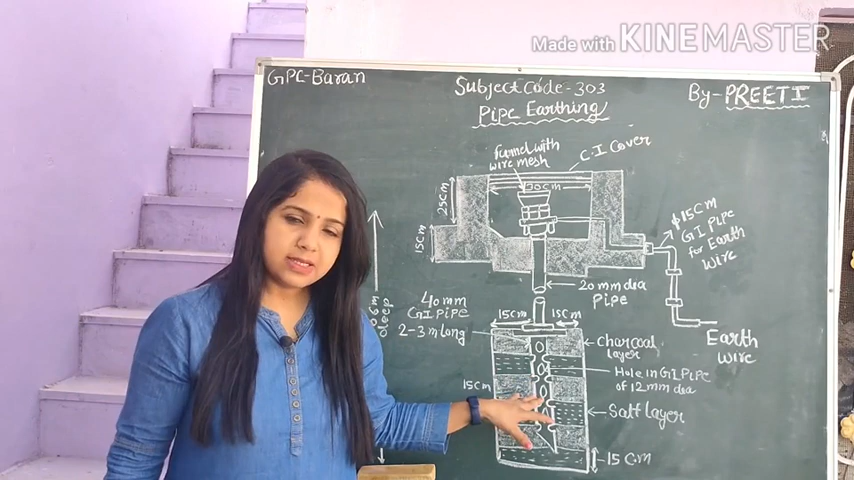 Made with KINEMASTER
GPC-Baran
Subject Code-303
By- PREETI
Pipe Earthing
funnel with
wire mesh
C.I Cover
30cm
25cm
15cm
ɸ15cm
GI Pipe
for Earth
wire
20mm dia
Pipe
40mm
GI Pipe
2-3m long
deep
15cm
15cm
Earth
wire
Charcoal
layer
Hole in GI Pipe
of 12mm dia
15cm
Salt layer
15 C.M